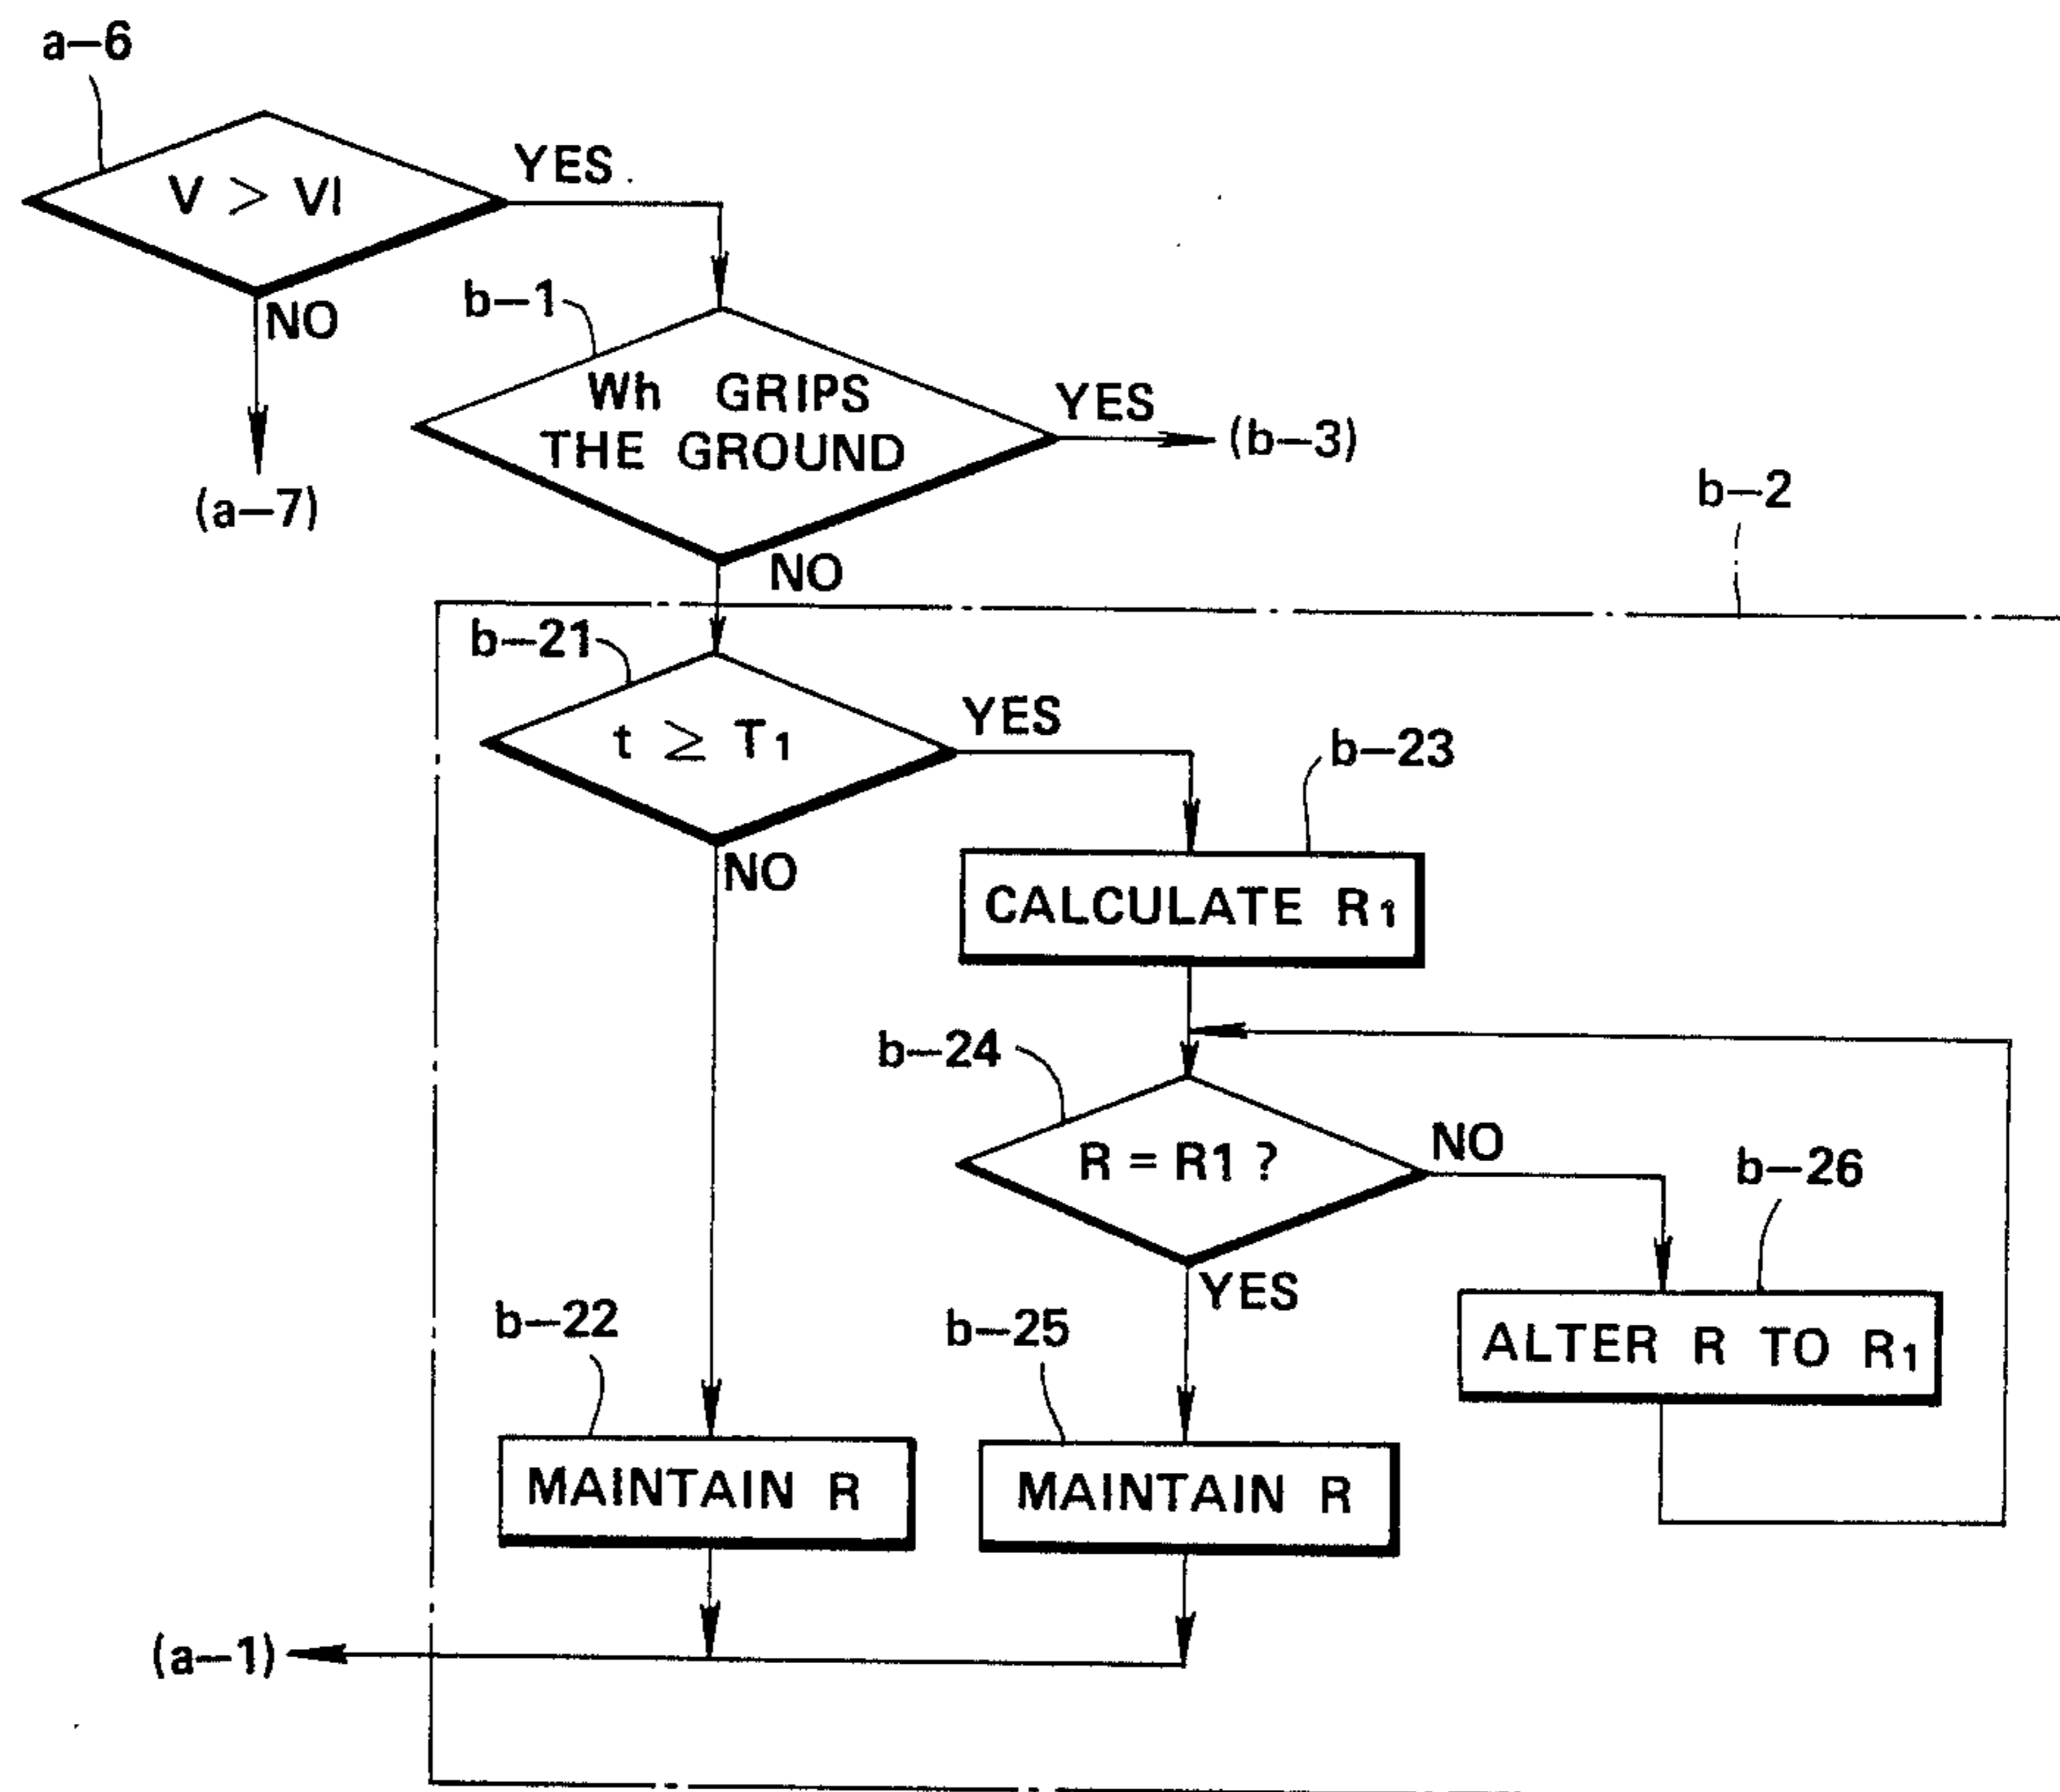 a-6
V > VI
YES
NO
(a-7)
b-1
Wh GRIPS
THE GROUND
YES
(b-3)
NO
b-2
b-21
t ≥ T1
YES
NO
b-23
CALCULATE R1
b-24
R = R1 ?
NO
YES
b-26
ALTER R TO R1
b-22
MAINTAIN R
b-25
MAINTAIN R
(a-1)